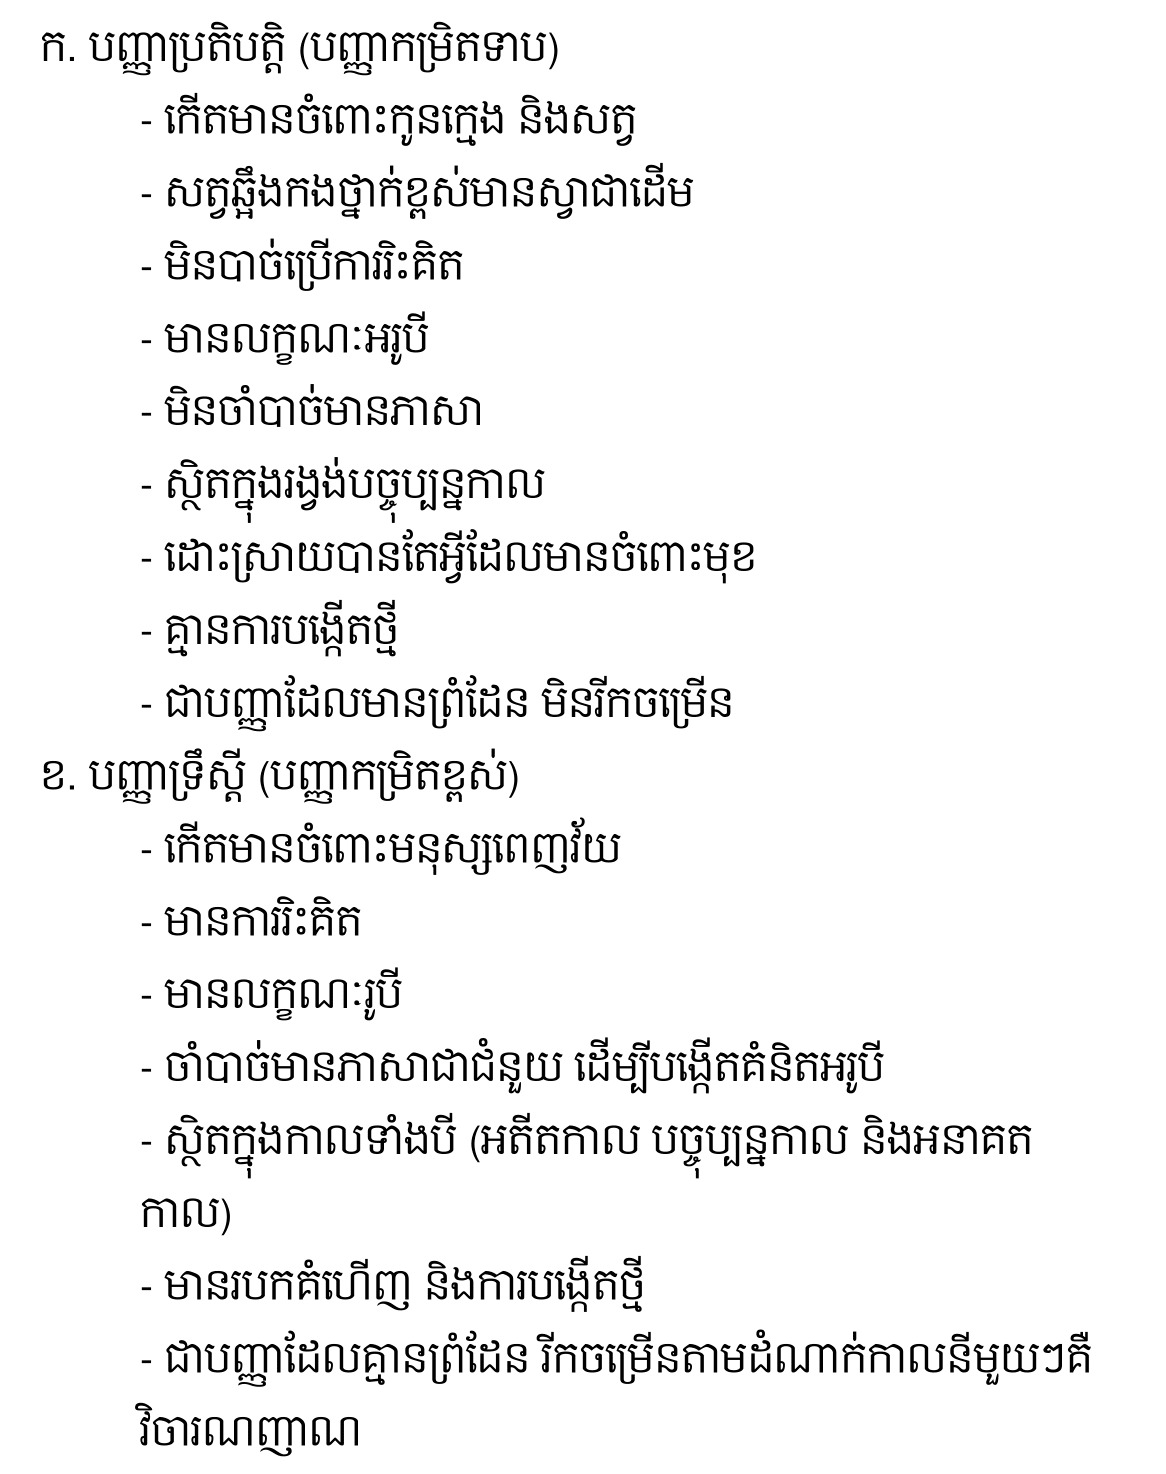 ក. បញ្ញាប្រតិបត្តិ (បញ្ញាកម្រិតទាប)
- កើតមានចំពោះកូនក្មេង និងសត្វ
- សត្វឆ្អឹងកងថ្នាក់ខ្ពស់មានស្វាជាដើម
- មិនបាច់ប្រើការរិះគិត
- មានលក្ខណៈអរូបី
- មិនចាំបាច់មានភាសា
- ស្ថិតក្នុងរង្វង់បច្ចុប្បន្នកាល
- ដោះស្រាយបានតែអ្វីដែលមានចំពោះមុខ
- គ្មានការបង្កើតថ្មី
- ជាបញ្ញាដែលមានព្រំដែន មិនរីកចម្រើន
ខ. បញ្ញាទ្រឹស្តី (បញ្ញាកម្រិតខ្ពស់)
- កើតមានចំពោះមនុស្សពេញវ័យ
- មានការរិះគិត
- មានលក្ខណៈរូបី
- ចាំបាច់មានភាសាជាជំនួយ ដើម្បីបង្កើតគំនិតអរូបី
- ស្ថិតក្នុងកាលទាំងបី (អតីតកាល បច្ចុប្បន្នកាល និងអនាគត
កាល)
- មានរបកគំហើញ និងការបង្កើតថ្មី
- ជាបញ្ញាដែលគ្មានព្រំដែន រីកចម្រើនតាមដំណាក់កាលនីមួយៗគឺ
វិចារណញាណ